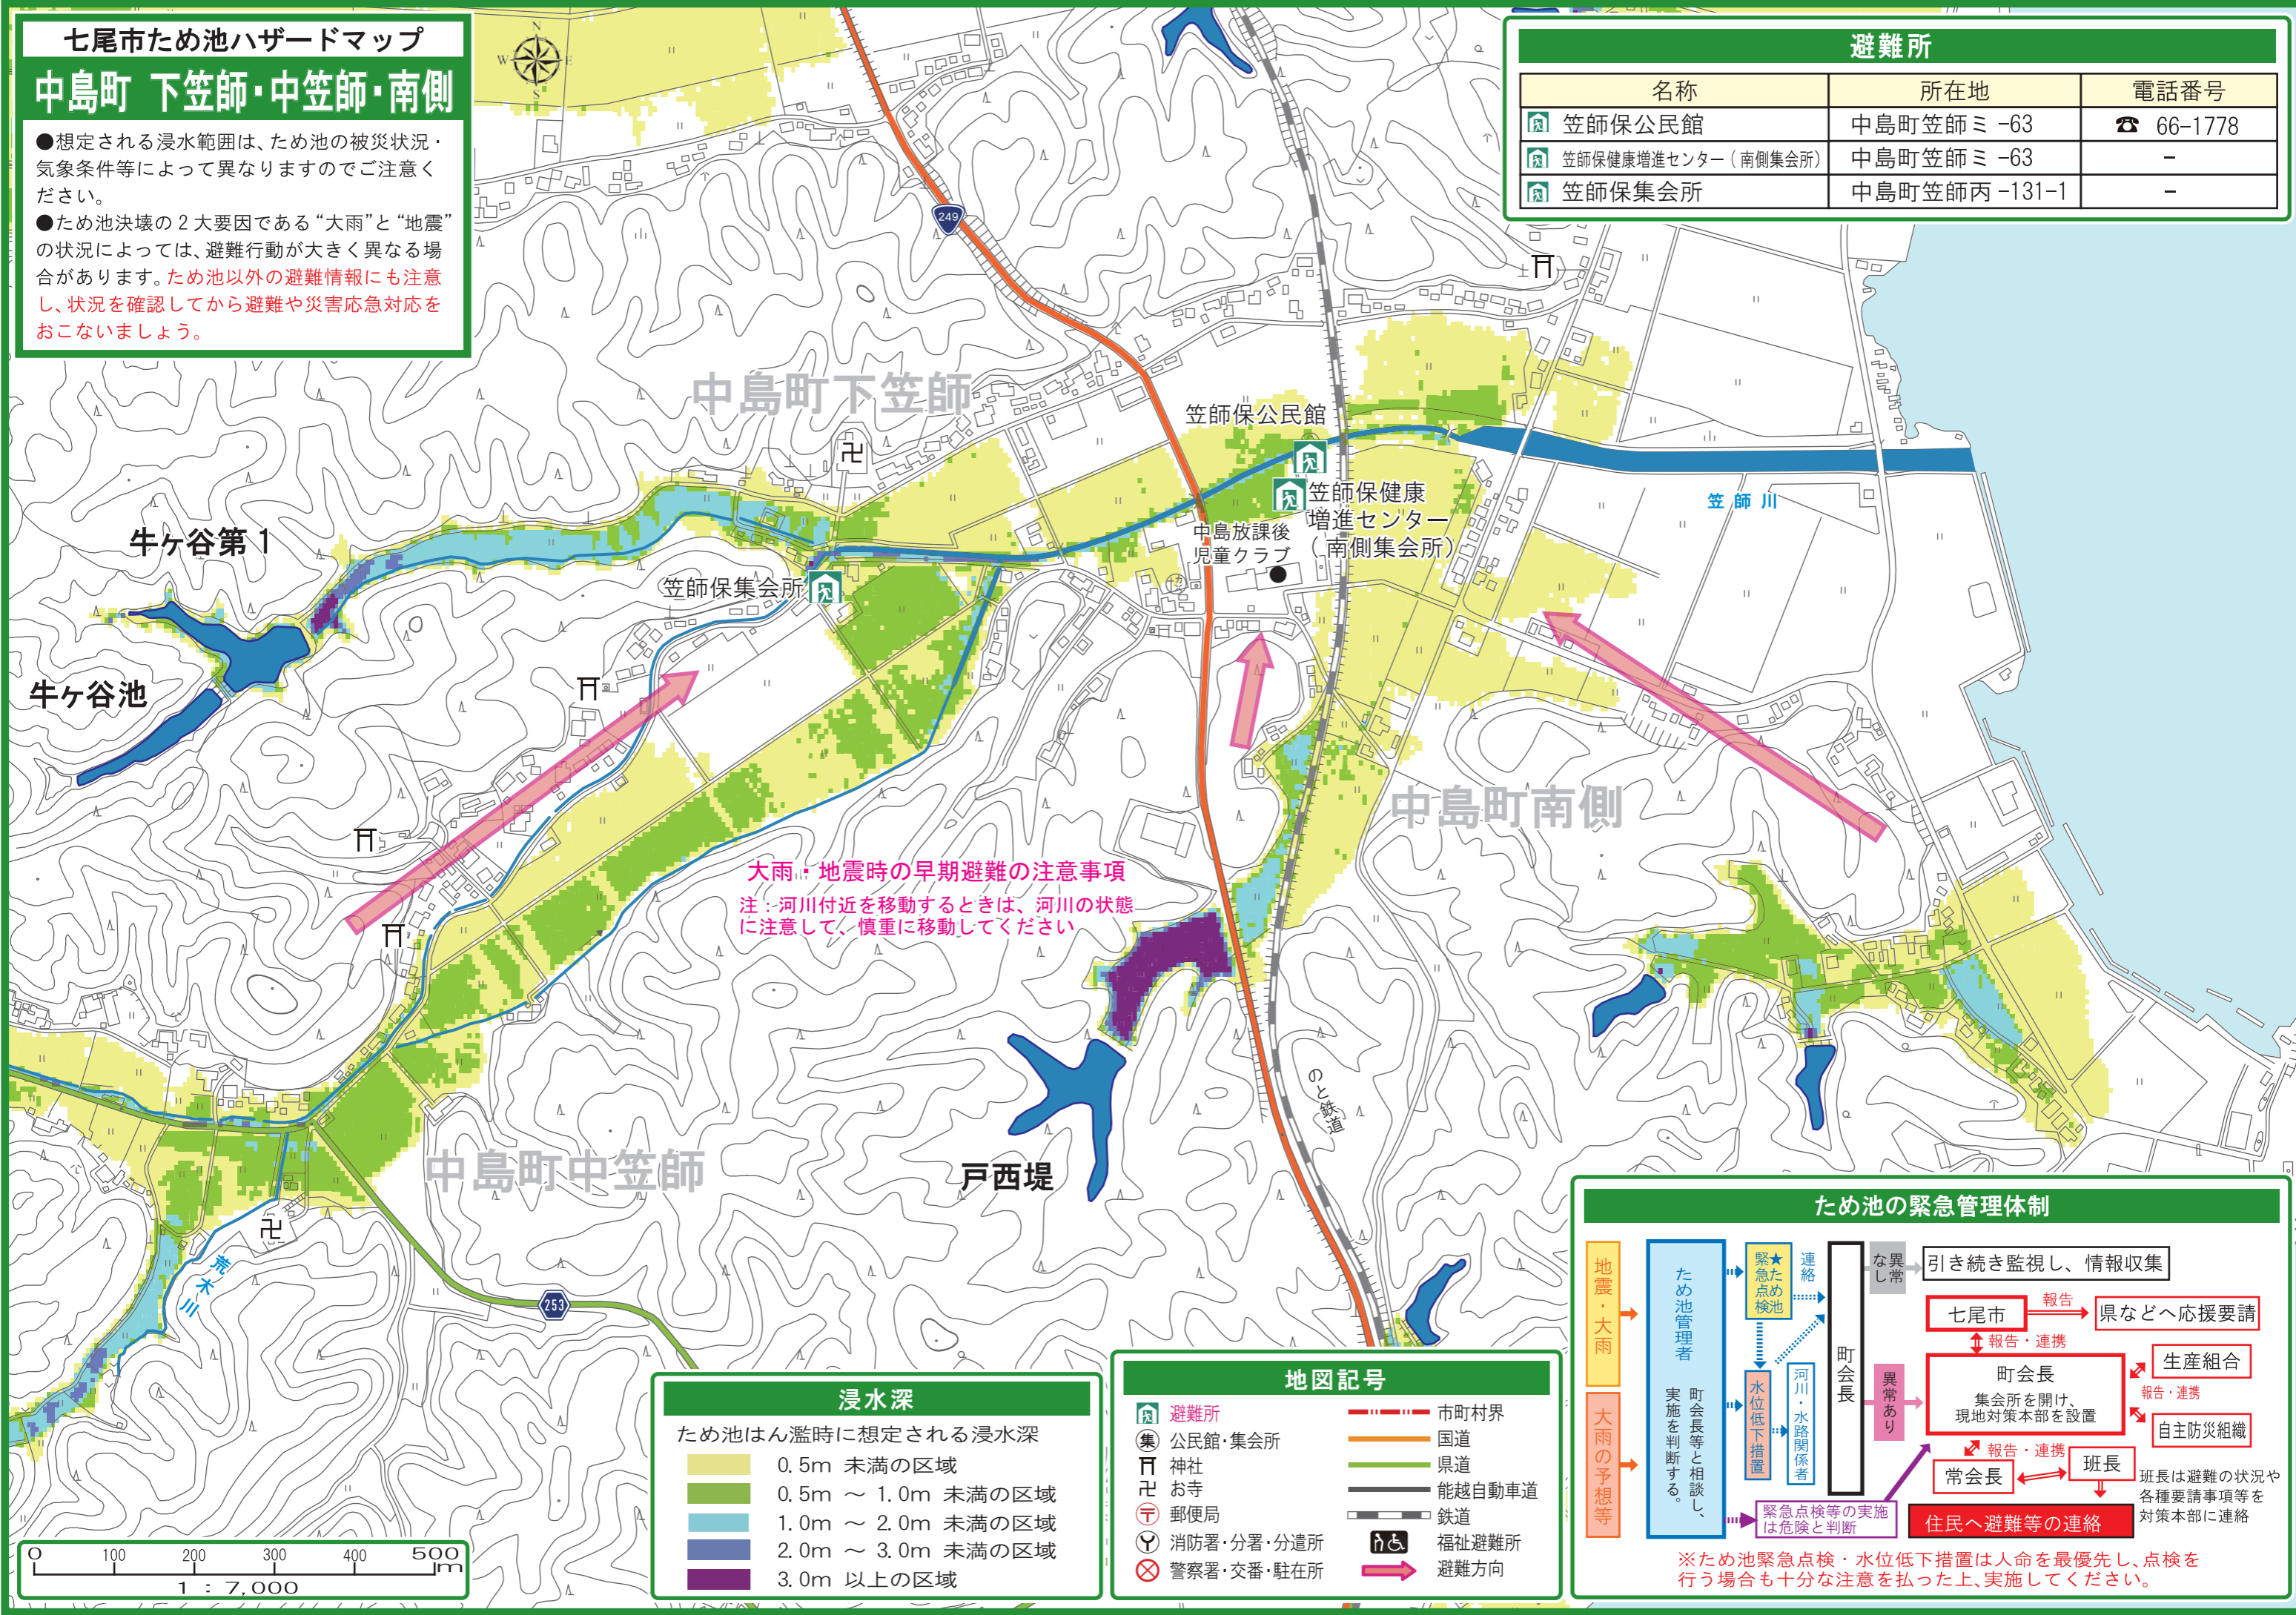 七尾市ため池ハザードマップ
中島町 下笠師・中笠師・南側
●想定される浸水範囲は、ため池の被災状況・
気象条件等によって異なりますのでご注意く
ださい。
●ため池決壊の2大要因である“大雨”と“地震”
の状況によっては、避難行動が大きく異なる場
合があります。ため池以外の避難情報にも注意
し、状況を確認してから避難や災害応急対応を
おこないましょう。
N
W E
S
249
避難所
名称 所在地 電話番号
笠師保公民館 中島町笠師ミ-63 ☎ 66-1778
笠師保健康増進センター(南側集会所) 中島町笠師ミ-63 -
笠師保集会所 中島町笠師丙-131-1 -
中島町下笠師
笠師保公民館
笠師保健康
増進センター
(南側集会所)
中島放課後
児童クラブ
笠師川
牛ヶ谷第1
笠師保集会所
牛ヶ谷池
中島町南側
大雨・地震時の早期避難の注意事項
注:河川付近を移動するときは、河川の状態
に注意して、慎重に移動してください
のと鉄道
中島町中笠師
戸西堤
荒木川
253
0 100 200 300 400 500
m
1 : 7,000
浸水深
ため池はん濫時に想定される浸水深
0.5m 未満の区域
0.5m ～ 1.0m 未満の区域
1.0m ～ 2.0m 未満の区域
2.0m ～ 3.0m 未満の区域
3.0m 以上の区域
地図記号
避難所
集 公民館・集会所
神社
卍 お寺
〒 郵便局
消防署・分署・分遣所
警察署・交番・駐在所
市町村界
国道
県道
能越自動車道
鉄道
福祉避難所
避難方向
ため池の緊急管理体制
地震・大雨
大雨の予想等
ため池管理者
町会長等と相談し、
実施を判断する。
★ため池
緊急点検
連絡
水位低下措置
河川・水路関係者
町会長
異常
なし
引き続き監視し、情報収集
異常あり
七尾市
報告
県などへ応援要請
報告・連携
町会長
集会所を開け、
現地対策本部を設置
生産組合
報告・連携
自主防災組織
報告・連携
常会長
班長
班長は避難の状況や
各種要請事項等を
対策本部に連絡
緊急点検等の実施
は危険と判断
住民へ避難等の連絡
※ため池緊急点検・水位低下措置は人命を最優先し、点検を
行う場合も十分な注意を払った上、実施してください。